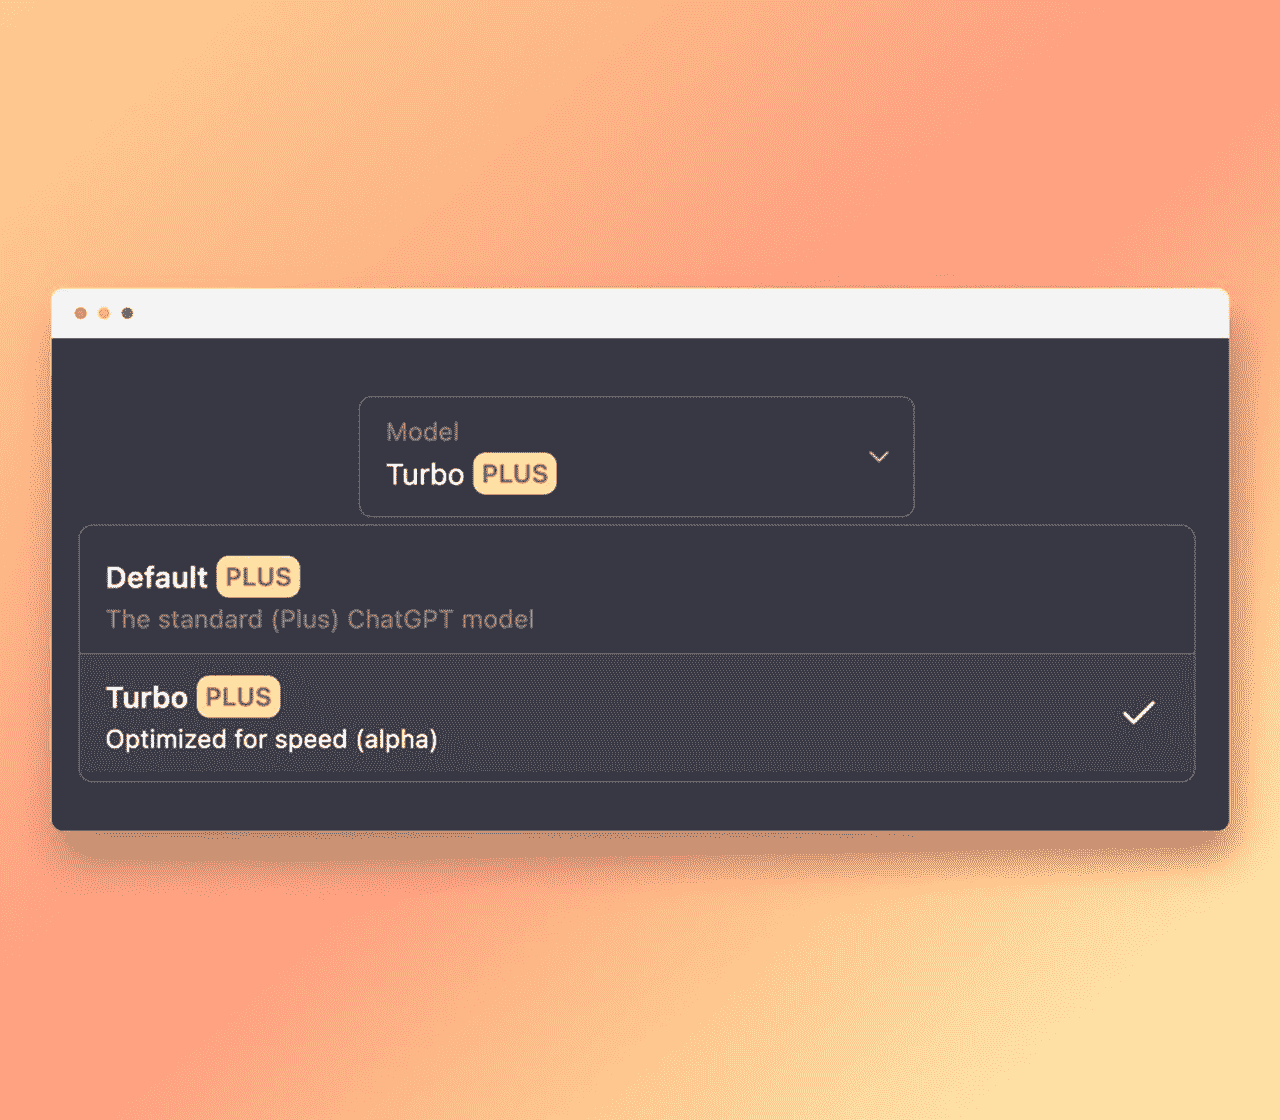 Model
Turbo PLUS
Default PLUS
The standard (Plus) ChatGPT model
Turbo PLUS
Optimized for speed (alpha)